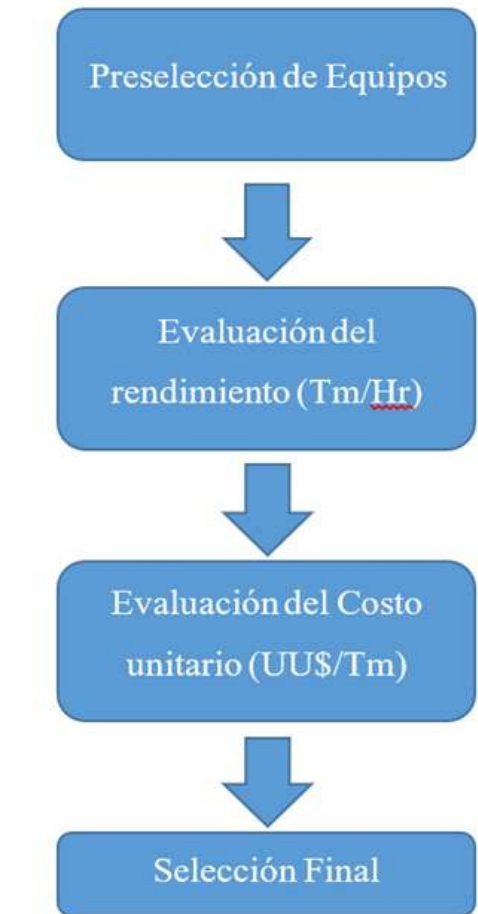 Preselección de Equipos
Evaluación del
rendimiento (Tm/Hr)
Evaluación del Costo
unitario (UU$/Tm)
Selección Final